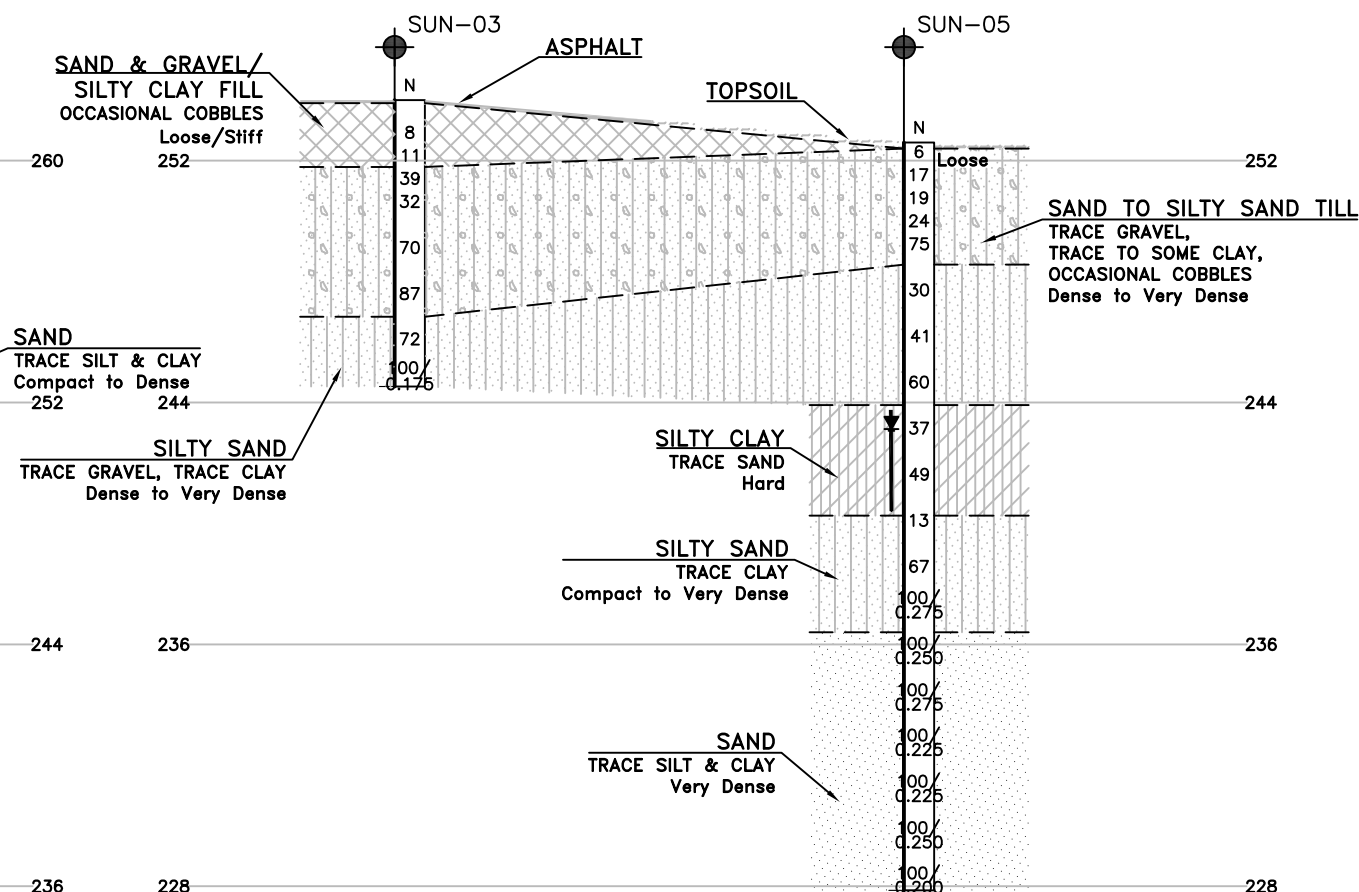 SUN-03
SUN-05
ASPHALT
SAND & GRAVEL/
SILTY CLAY FILL
OCCASIONAL COBBLES
Loose/Stiff
TOPSOIL
N
8
11
39
32
70
87
72
100/
0.175
N
6
Loose
17
19
24
75
30
41
60
37
49
13
67
100/
0.275
100/
0.250
100/
0.275
100/
0.225
100/
0.225
100/
0.250
100/
0.200
260
252
252
SAND TO SILTY SAND TILL
TRACE GRAVEL,
TRACE TO SOME CLAY,
OCCASIONAL COBBLES
Dense to Very Dense
SAND
TRACE SILT & CLAY
Compact to Dense
252
244
244
SILTY SAND
TRACE GRAVEL, TRACE CLAY
Dense to Very Dense
SILTY CLAY
TRACE SAND
Hard
SILTY SAND
TRACE CLAY
Compact to Very Dense
244
236
236
SAND
TRACE SILT & CLAY
Very Dense
236
228
228